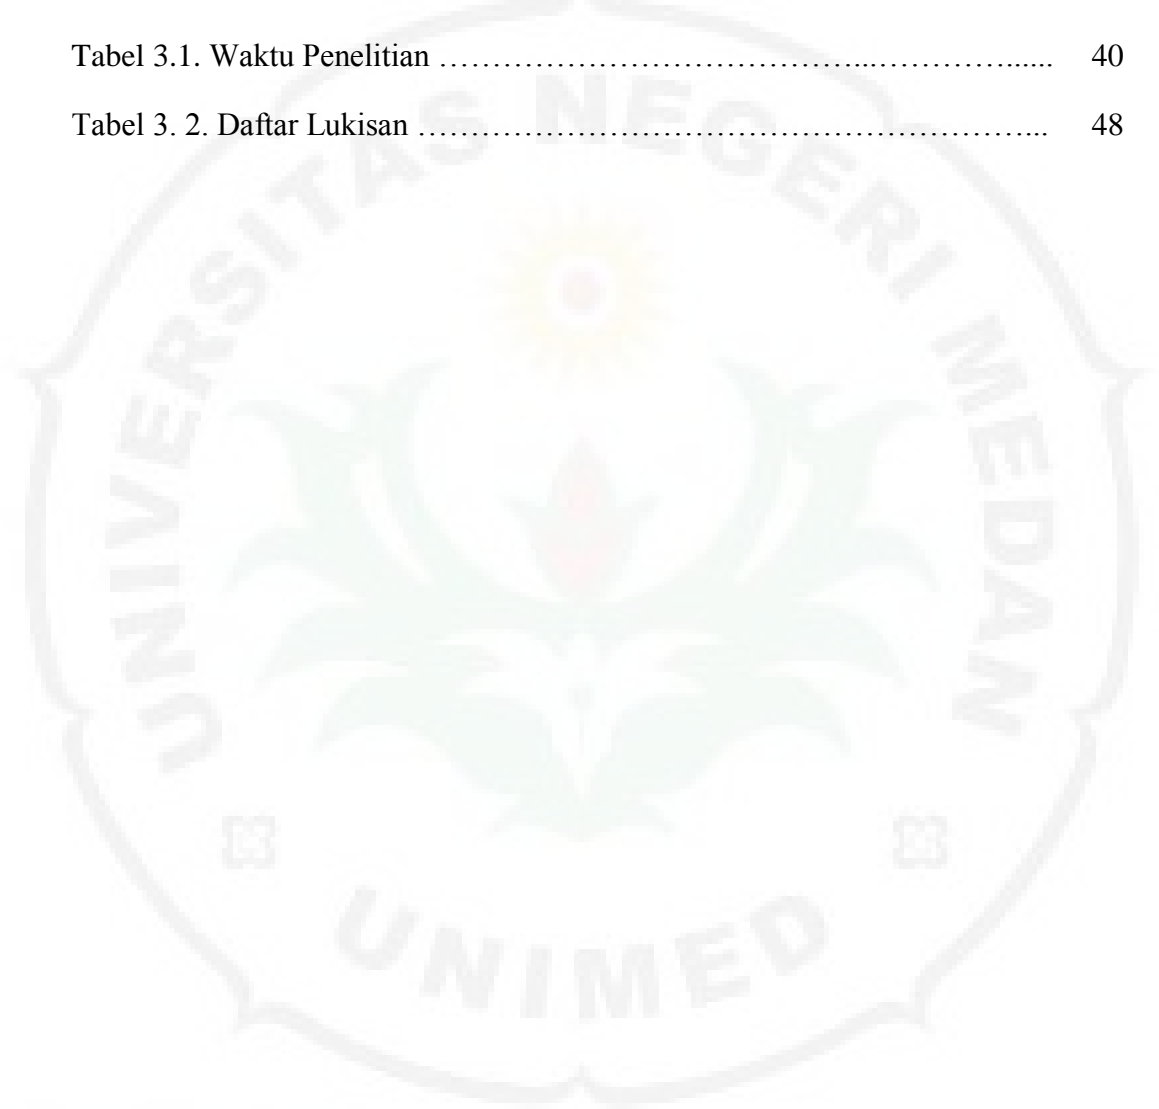 Tabel 3.1. Waktu Penelitian …………………………………...…………...... 40
Tabel 3. 2. Daftar Lukisan …………………………………………………... 48
UNIVERSITAS NEGERI MEDAN
UNIMED